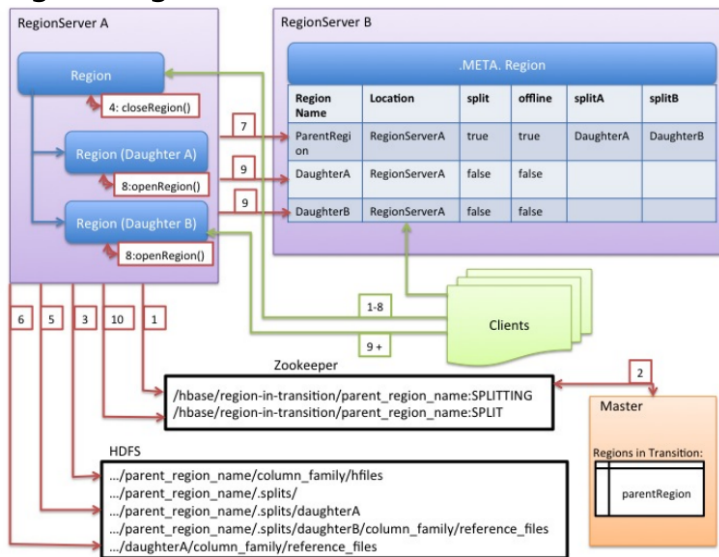 RegionServer A
Region
4: closeRegion()
Region (Daughter A)
8:openRegion()
Region (Daughter B)
8:openRegion()
RegionServer B
.META. Region
Region Name	Location	split	offline	splitA	splitB
ParentRegi
on	RegionServerA	true	true	DaughterA	DaughterB
DaughterA	RegionServerA	false	false
DaughterB	RegionServerA	false	false
7
9
9
6
5
3
10
1
1-8
9 +
Clients
Zookeeper
/hbase/region-in-transition/parent_region_name:SPLITTING
/hbase/region-in-transition/parent_region_name:SPLIT
2
Master
Regions in Transition:
parentRegion
HDFS
.../parent_region_name/column_family/hfiles
.../parent_region_name/.splits/
.../parent_region_name/.splits/daughterA
.../parent_region_name/.splits/daughterB/column_family/reference_files
.../daughterA/column_family/reference_files